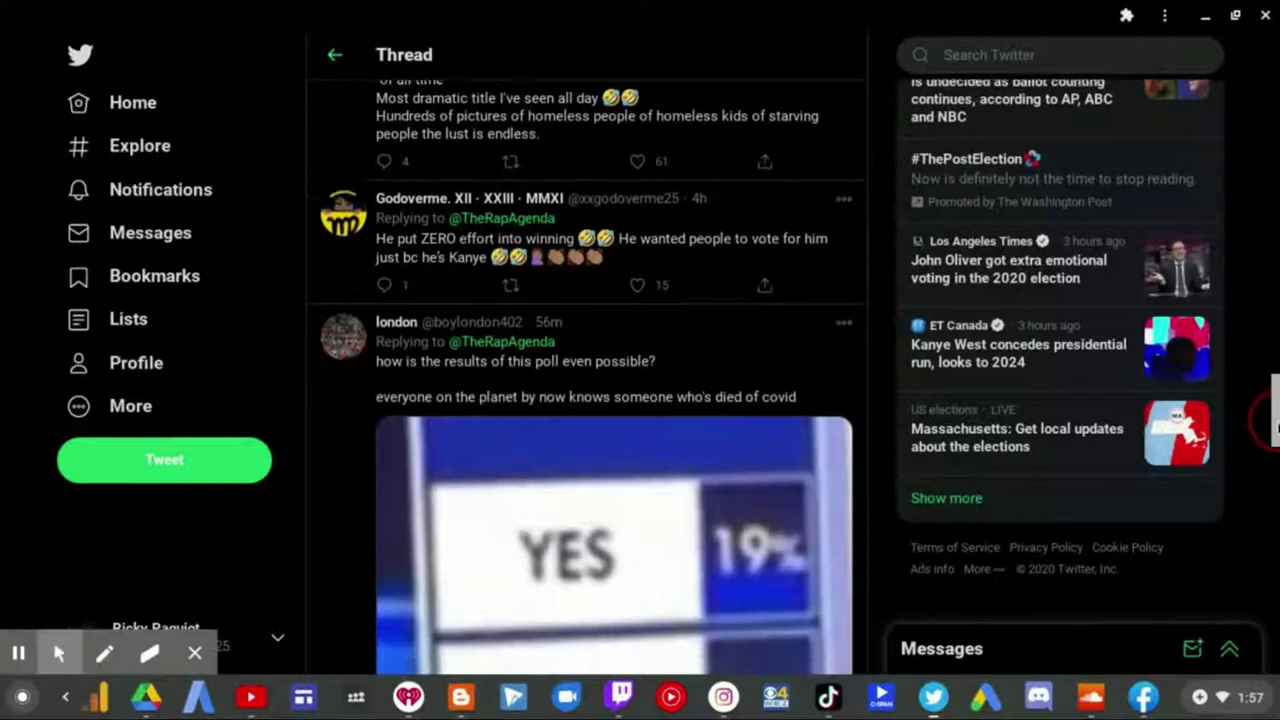 Home
Explore
Notifications
Messages
Bookmarks
Lists
Profile
More
Tweet
25
Thread
of all time
Most dramatic title I've seen all day 🤣🤣
Hundreds of pictures of homeless people of homeless kids of starving
people the lust is endless.
4
61
Godoverme. XII · XXIII · MMXI @xxgodoverme25 · 4h
Replying to @TheRapAgenda
He put ZERO effort into winning 🤣🤣 He wanted people to vote for him
just bc he's Kanye 🤣🤣🤦🏽‍♀️👏🏽👏🏽👏🏽
1
15
london @boylondon402 · 56m
Replying to @TheRapAgenda
how is the results of this poll even possible?
everyone on the planet by now knows someone who's died of covid
YES 19%
Search Twitter
is undecided as ballot counting
continues, according to AP, ABC
and NBC
#ThePostElection
Now is definitely not the time to stop reading.
Promoted by The Washington Post
Los Angeles Times · 3 hours ago
John Oliver got extra emotional
voting in the 2020 election
ET Canada · 3 hours ago
Kanye West concedes presidential
run, looks to 2024
US elections · LIVE
Massachusetts: Get local updates
about the elections
Show more
Terms of Service Privacy Policy Cookie Policy
Ads info More — © 2020 Twitter, Inc.
Messages
1:57